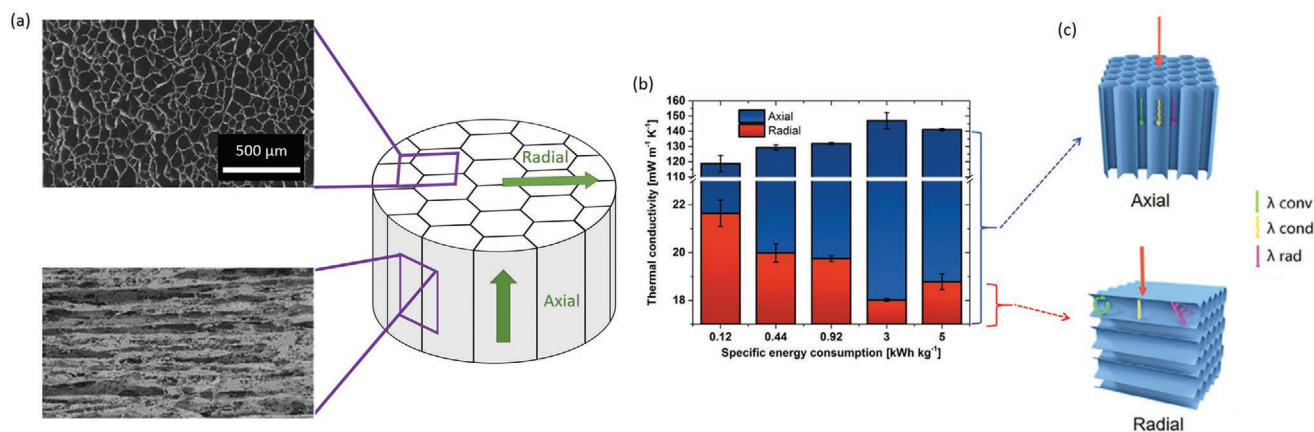 (a)
500 μm
Radial
Axial
(b)
Thermal conductivity [mW m⁻¹ K⁻¹]
160
150
140
130
120
110
22
20
18
Axial
Radial
0.12
0.44
0.92
3
5
Specific energy consumption [kWh kg⁻¹]
(c)
Axial
λ conv
λ cond
λ rad
Radial